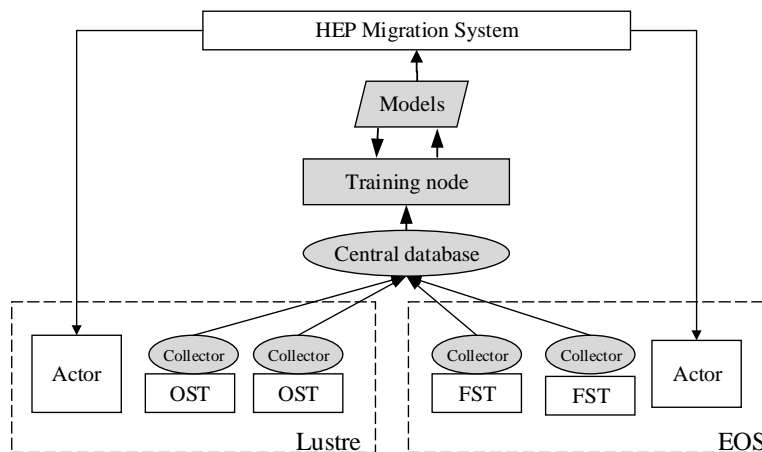 HEP Migration System
Models
Training node
Central database
Collector
Collector
Collector
Collector
Actor
OST
OST
FST
FST
Actor
Lustre
EOS